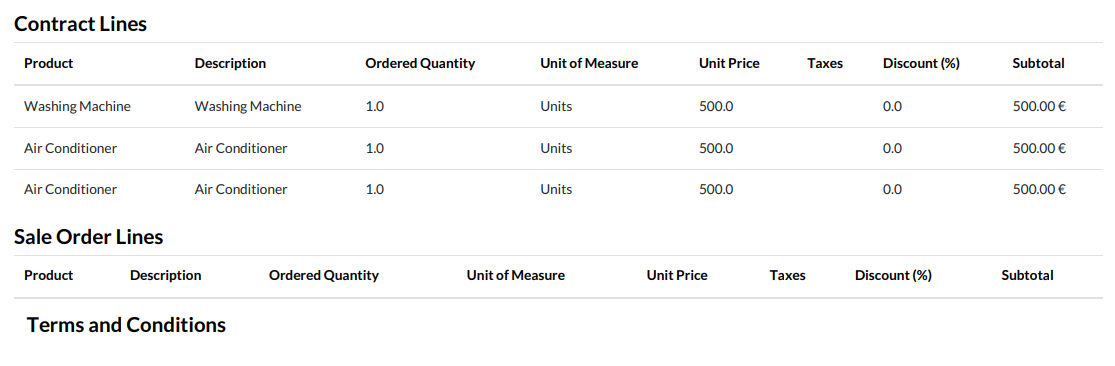 Contract Lines
Product Description Ordered Quantity Unit of Measure Unit Price Taxes Discount (%) Subtotal
Washing Machine Washing Machine 1.0 Units 500.0 0.0 500.00 €
Air Conditioner Air Conditioner 1.0 Units 500.0 0.0 500.00 €
Air Conditioner Air Conditioner 1.0 Units 500.0 0.0 500.00 €
Sale Order Lines
Product Description Ordered Quantity Unit of Measure Unit Price Taxes Discount (%) Subtotal
Terms and Conditions